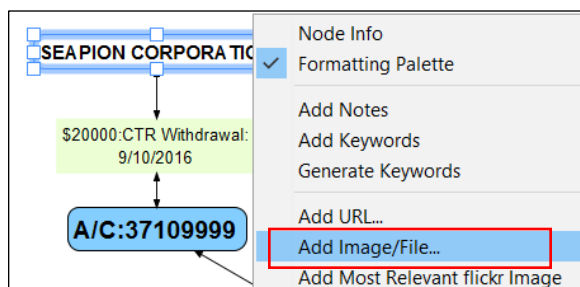 SEAPION CORPORATIO
$20000:CTR Withdrawal:
9/10/2016
A/C:37109999
Node Info
Formatting Palette
Add Notes
Add Keywords
Generate Keywords
Add URL...
Add Image/File...
Add Most Relevant flickr Image